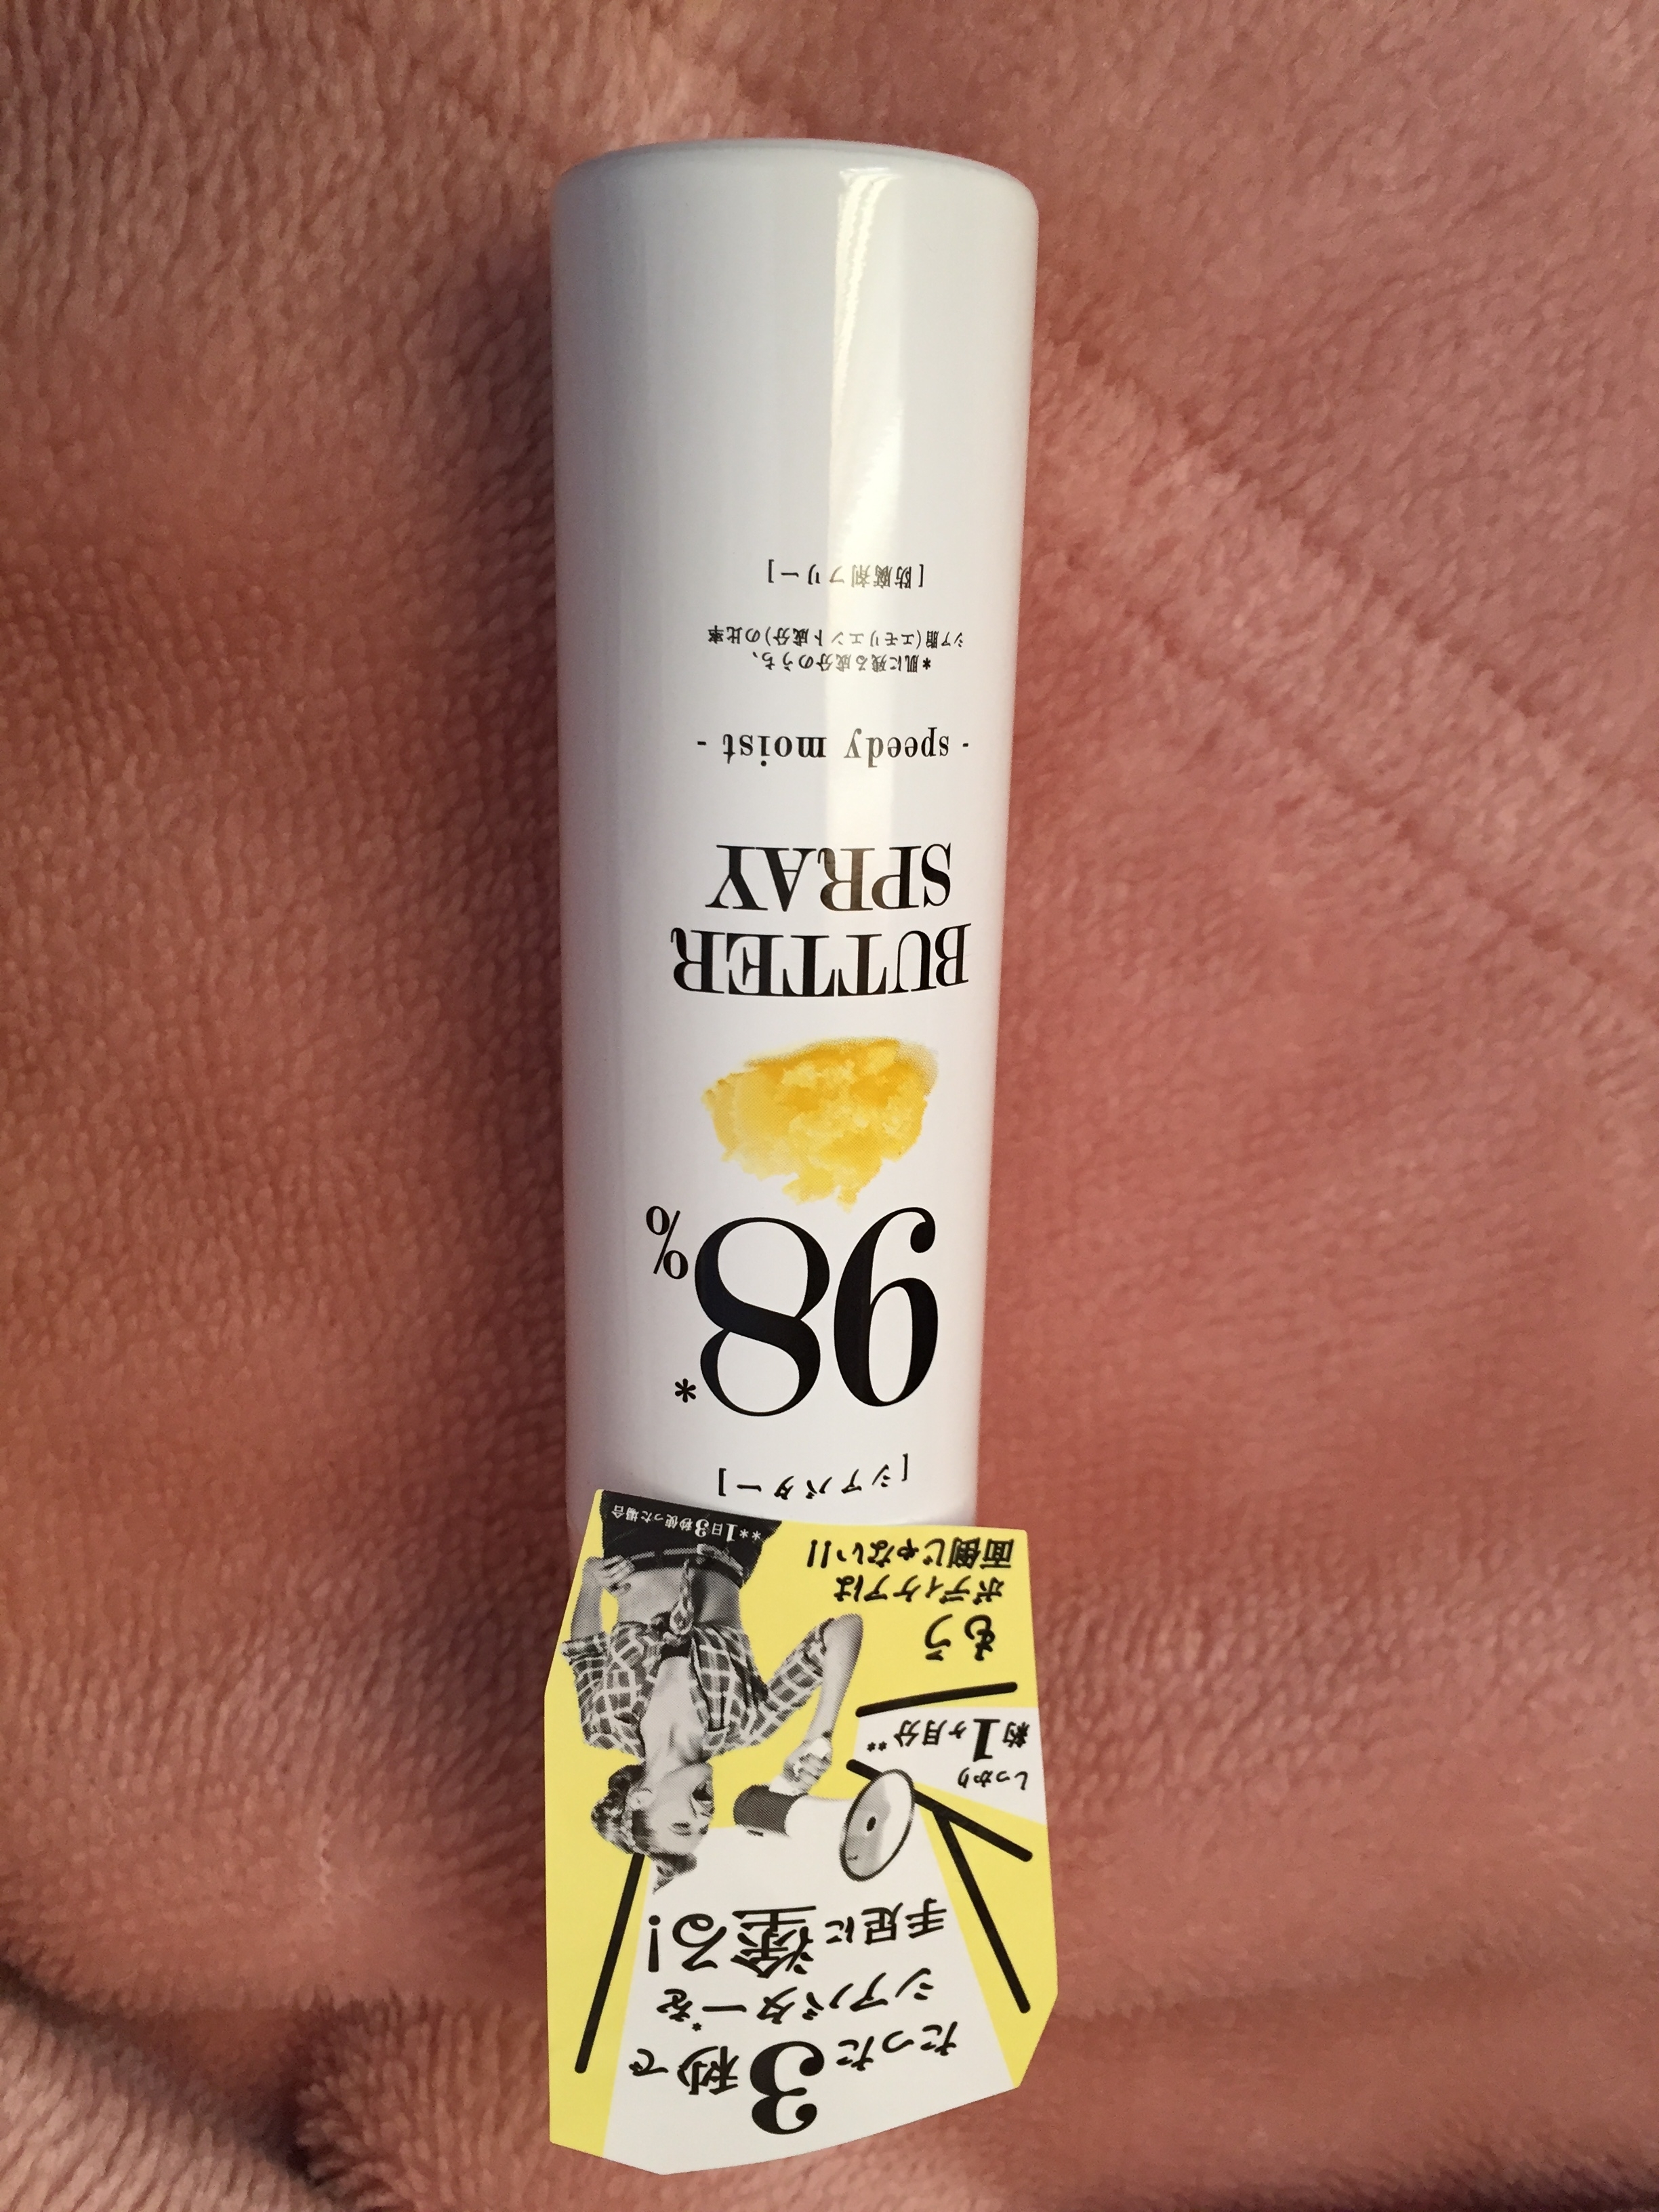 たった3秒で
シアバター*を
手足に塗る!
しっかり
約1ヶ月分**
もう
ボディケアは
面倒じゃない!!
**1日3秒使った場合
[シアバター]
98%*
BUTTER
SPRAY
- speedy moist -
*肌に残る成分のうち、
シア脂(エモリエント成分)の比率
[防腐剤フリー]